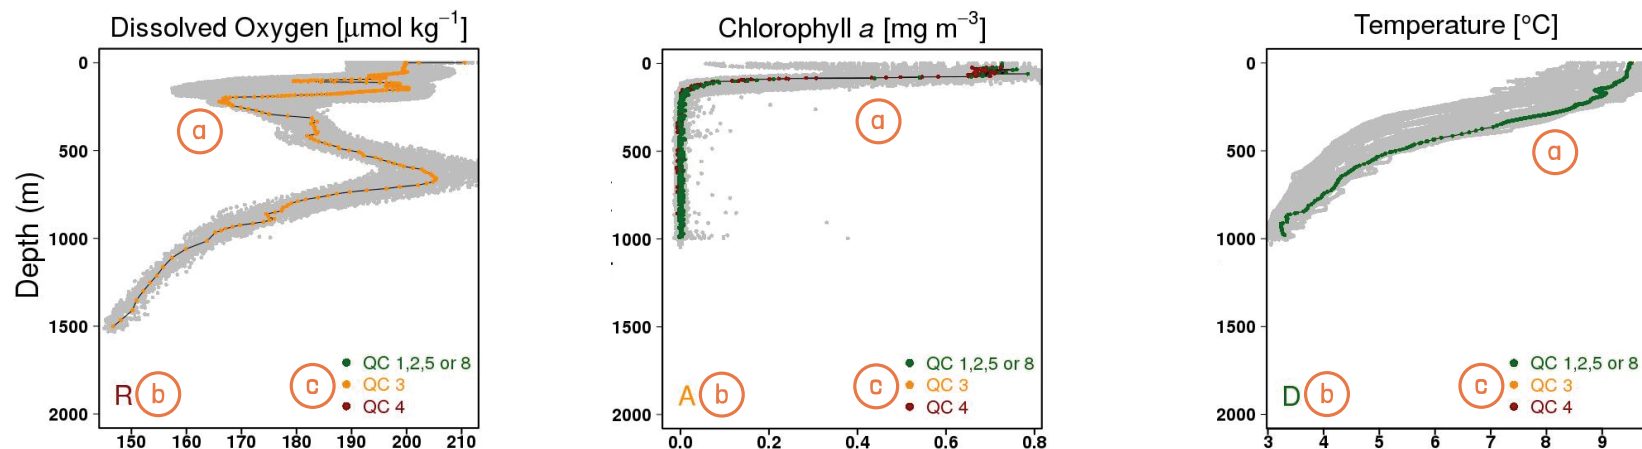 Dissolved Oxygen [μmol kg⁻¹]
Chlorophyll a [mg m⁻³]
Temperature [°C]
Depth (m)
0
500
1000
1500
2000
150 160 170 180 190 200 210
a
R
b
c
QC 1,2,5 or 8
QC 3
QC 4
0
500
1000
1500
2000
0.0 0.2 0.4 0.6 0.8
a
A
b
c
QC 1,2,5 or 8
QC 3
QC 4
0
500
1000
1500
2000
3 4 5 6 7 8 9
a
D
b
c
QC 1,2,5 or 8
QC 3
QC 4